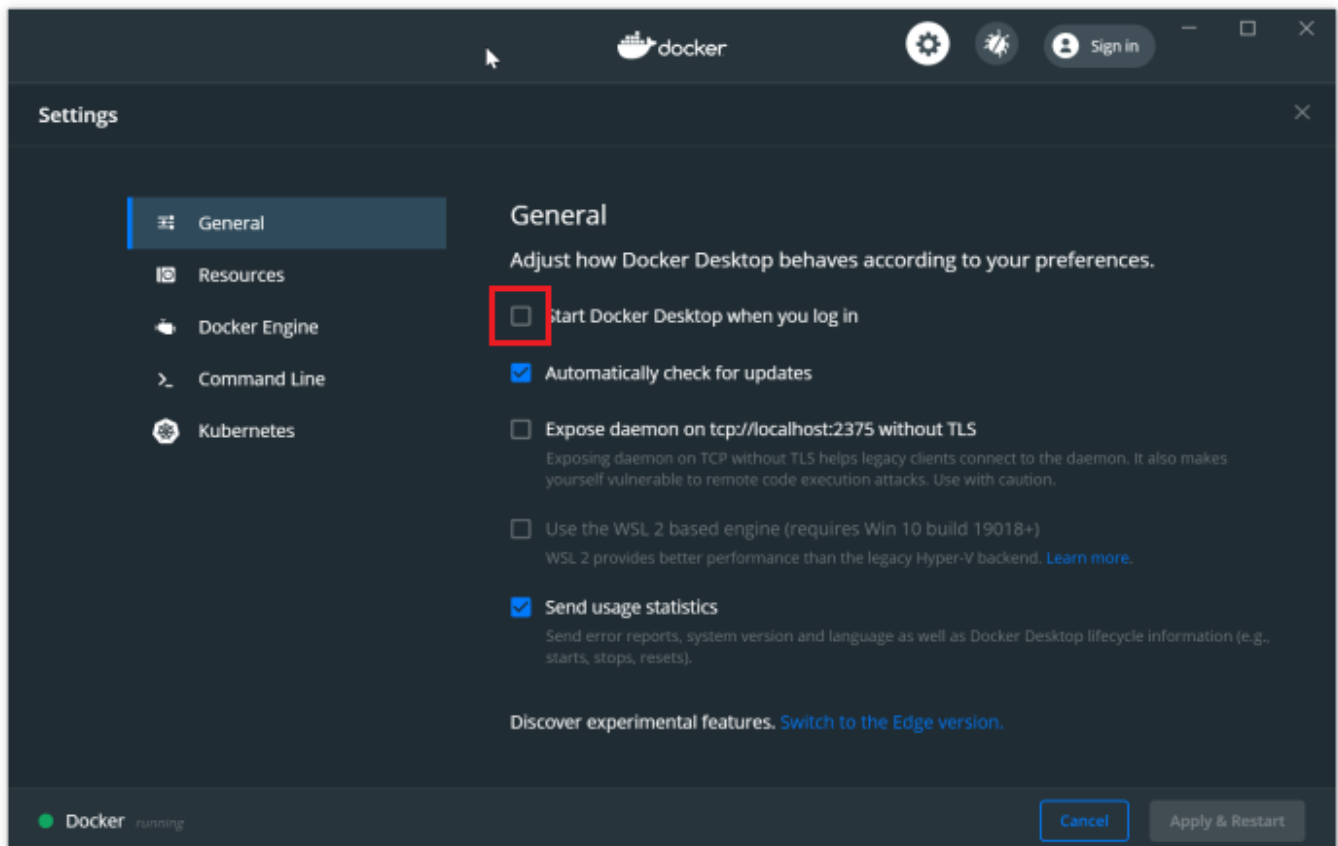 docker
Sign in
Settings
General
Resources
Docker Engine
Command Line
Kubernetes
General
Adjust how Docker Desktop behaves according to your preferences.
Start Docker Desktop when you log in
Automatically check for updates
Expose daemon on tcp://localhost:2375 without TLS
Exposing daemon on TCP without TLS helps legacy clients connect to the daemon. It also makes
yourself vulnerable to remote code execution attacks. Use with caution.
Use the WSL 2 based engine (requires Win 10 build 19018+)
WSL 2 provides better performance than the legacy Hyper-V backend. Learn more.
Send usage statistics
Send error reports, system version and language as well as Docker Desktop lifecycle information (e.g.,
starts, stops, resets).
Discover experimental features. Switch to the Edge version.
Docker running
Cancel
Apply & Restart